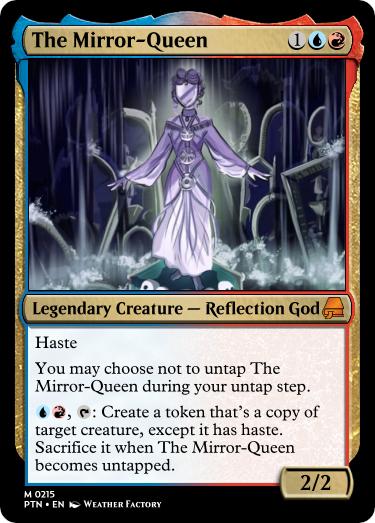 The Mirror-Queen 1
Legendary Creature — Reflection God
Haste
You may choose not to untap The
Mirror-Queen during your untap step.
, : Create a token that's a copy of
target creature, except it has haste.
Sacrifice it when The Mirror-Queen
becomes untapped.
2/2
M 0215
PTN • EN Weather Factory